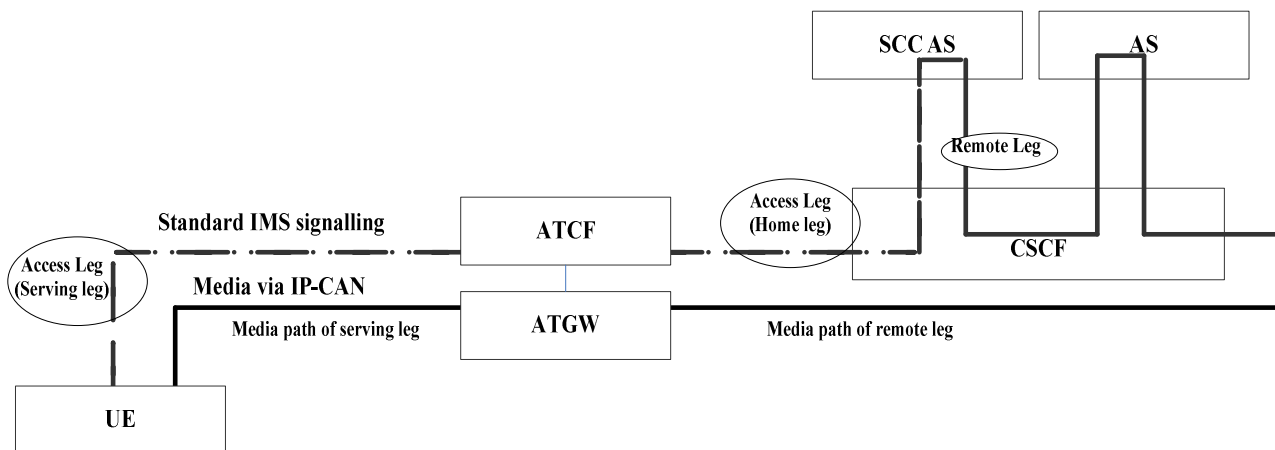 SCC AS
AS
Remote Leg
Access Leg
(Home leg)
Standard IMS signalling
ATCF
CSCF
Access Leg
(Serving leg)
Media via IP-CAN
Media path of serving leg
ATGW
Media path of remote leg
UE